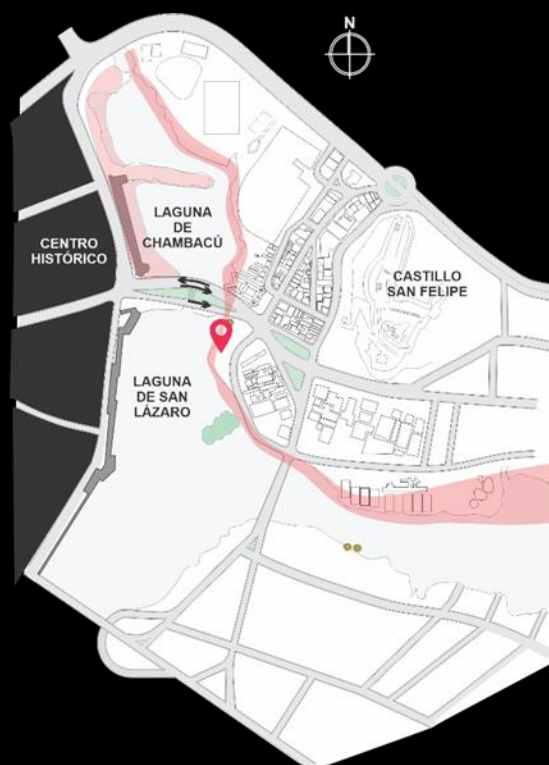 N
LAGUNA
DE
CHAMBACÚ
CENTRO
HISTÓRICO
CASTILLO
SAN FELIPE
LAGUNA
DE SAN
LÁZARO